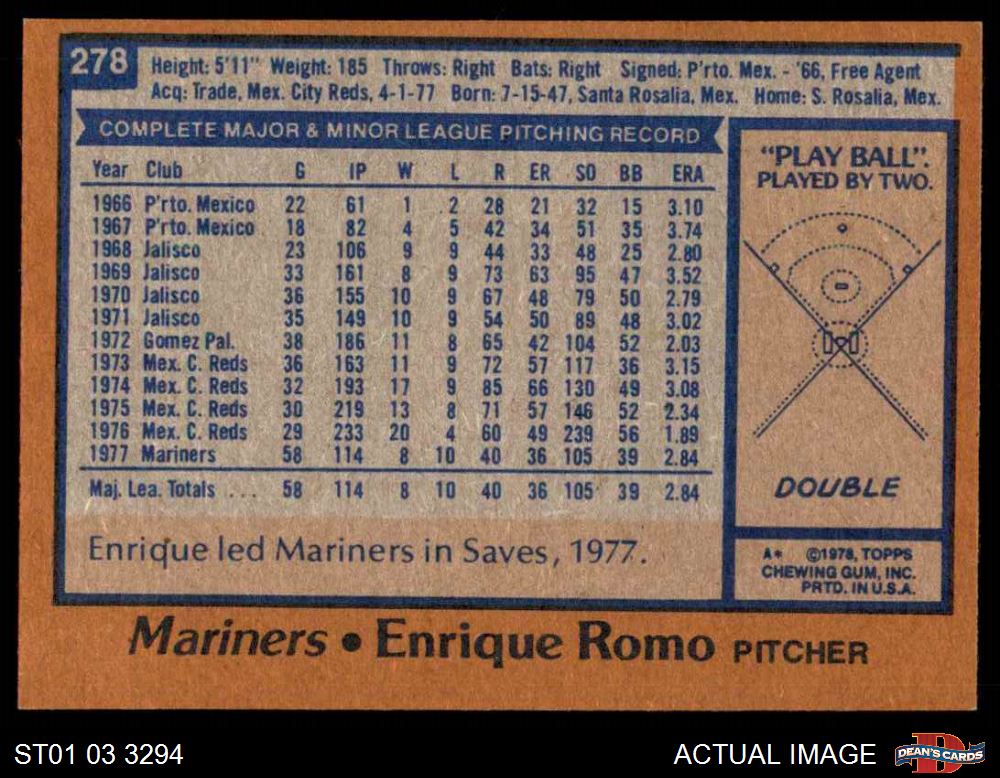 278
Height: 5'11" Weight: 185 Throws: Right Bats: Right Signed: P'rto. Mex. - '66, Free Agent
Acq: Trade, Mex. City Reds, 4-1-77 Born: 7-15-47, Santa Rosalia, Mex. Home: S. Rosalia, Mex.
COMPLETE MAJOR & MINOR LEAGUE PITCHING RECORD
Year Club G IP W L R ER SO BB ERA
1966 P'rto. Mexico 22 61 1 2 28 21 32 15 3.10
1967 P'rto. Mexico 18 82 4 5 42 34 51 35 3.74
1968 Jalisco 23 106 9 9 44 33 48 25 2.80
1969 Jalisco 33 161 8 9 73 63 95 47 3.52
1970 Jalisco 36 155 10 9 67 48 79 50 2.79
1971 Jalisco 35 149 10 9 54 50 89 48 3.02
1972 Gomez Pal. 38 186 11 8 65 42 104 52 2.03
1973 Mex. C. Reds 36 163 11 9 72 57 117 36 3.15
1974 Mex. C. Reds 32 193 17 9 85 66 130 49 3.08
1975 Mex. C. Reds 30 219 13 8 71 57 146 52 2.34
1976 Mex. C. Reds 29 233 20 4 60 49 239 56 1.89
1977 Mariners 58 114 8 10 40 36 105 39 2.84
Maj. Lea. Totals ... 58 114 8 10 40 36 105 39 2.84
Enrique led Mariners in Saves, 1977.
"PLAY BALL".
PLAYED BY TWO.
DOUBLE
A* ©1978, TOPPS
CHEWING GUM, INC.
PRTD. IN U.S.A.
Mariners • Enrique Romo PITCHER
ST01 03 3294
ACTUAL IMAGE
D
DEAN'S CARDS